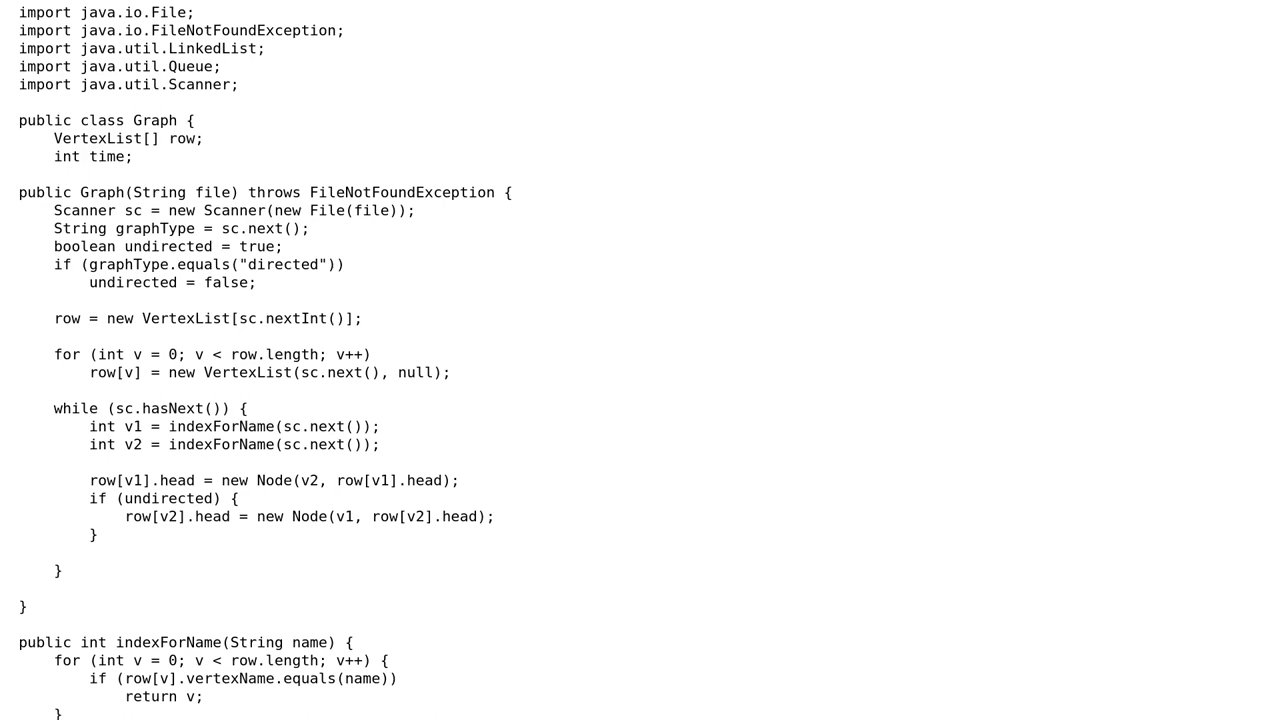 import java.io.File;
import java.io.FileNotFoundException;
import java.util.LinkedList;
import java.util.Queue;
import java.util.Scanner;

public class Graph {
    VertexList[] row;
    int time;

public Graph(String file) throws FileNotFoundException {
    Scanner sc = new Scanner(new File(file));
    String graphType = sc.next();
    boolean undirected = true;
    if (graphType.equals("directed"))
        undirected = false;

    row = new VertexList[sc.nextInt()];

    for (int v = 0; v < row.length; v++)
        row[v] = new VertexList(sc.next(), null);

    while (sc.hasNext()) {
        int v1 = indexForName(sc.next());
        int v2 = indexForName(sc.next());

        row[v1].head = new Node(v2, row[v1].head);
        if (undirected) {
            row[v2].head = new Node(v1, row[v2].head);
        }

    }

}

public int indexForName(String name) {
    for (int v = 0; v < row.length; v++) {
        if (row[v].vertexName.equals(name))
            return v;
    }